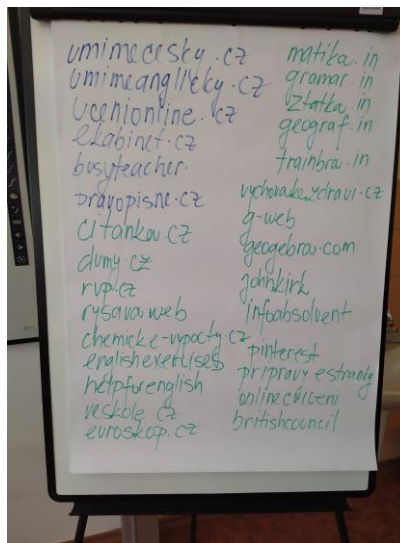 umimecesky.cz
umimeanglicky.cz
ucenionline.cz
ekabinet.cz
busyteacher.
pravopisne.cz
čítanka.cz
dumy.cz
rvp.cz
rysava web
chemicke-vypocty.cz
englishexercises
helpforenglish
veskole.cz
euroskop.cz
matika.in
gramar.in
zlatka.in
geograf.in
trainbra.in
vychovakezdravi.cz
g-web
geogebra.com
johnkirk
infoabsolvent
pinterest
pripravy estranky
onlinecviceni
britishcouncil